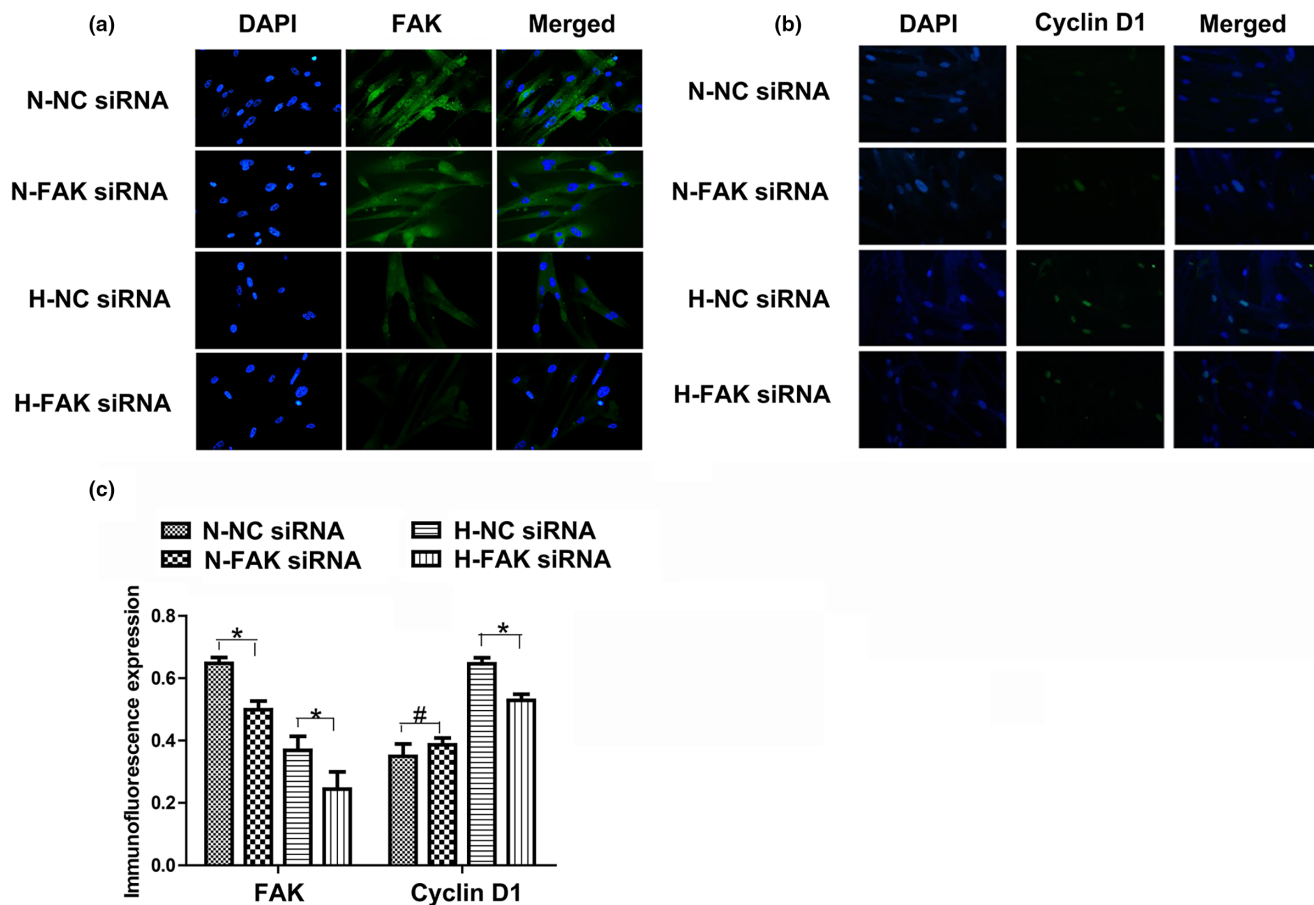 (a)
DAPI FAK Merged
N-NC siRNA
N-FAK siRNA
H-NC siRNA
H-FAK siRNA
(b)
DAPI Cyclin D1 Merged
N-NC siRNA
N-FAK siRNA
H-NC siRNA
H-FAK siRNA
(c)
N-NC siRNA H-NC siRNA
N-FAK siRNA H-FAK siRNA
Immunofluorescence expression
0.8
0.6
0.4
0.2
0.0
*
*
#
*
FAK Cyclin D1